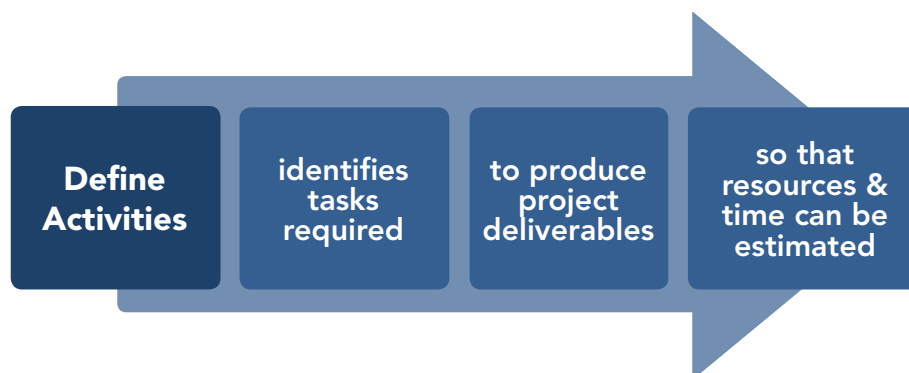 Define
Activities
identifies
tasks
required
to produce
project
deliverables
so that
resources &
time can be
estimated